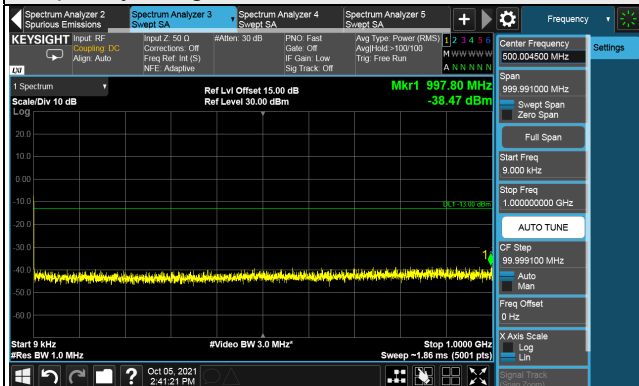 Spectrum Analyzer 2
Spurious Emissions
Spectrum Analyzer 3
Swept SA
Spectrum Analyzer 4
Swept SA
Spectrum Analyzer 5
Swept SA
+
Frequency
KEYSIGHT
Input: RF
Coupling: DC
Align: Auto
Input Z: 50 Ω
Corrections: Off
Freq Ref: Int (S)
NFE: Adaptive
#Atten: 30 dB
PNO: Fast
Gate: Off
IF Gain: Low
Sig Track: Off
Avg Type: Power (RMS)
Avg|Hold:>100/100
Trig: Free Run
1 2 3 4 5 6
M W W W W W
A N N N N N
LXI
1 Spectrum
Scale/Div 10 dB
Log
Ref Lvl Offset 15.00 dB
Ref Level 30.00 dBm
Mkr1 997.80 MHz
-38.47 dBm
20.0
10.0
0.00
-10.0
-20.0
-30.0
-40.0
-50.0
-60.0
DL1 -13.00 dBm
1
Start 9 kHz
#Res BW 1.0 MHz
#Video BW 3.0 MHz*
Stop 1.0000 GHz
Sweep ~1.86 ms (5001 pts)
Center Frequency
500.004500 MHz
Settings
Span
999.991000 MHz
Swept Span
Zero Span
Full Span
Start Freq
9.000 kHz
Stop Freq
1.000000000 GHz
AUTO TUNE
CF Step
99.999100 MHz
Auto
Man
Freq Offset
0 Hz
X Axis Scale
Log
Lin
Signal Track
(Span Zoom)
?
Oct 05, 2021
2:41:21 PM